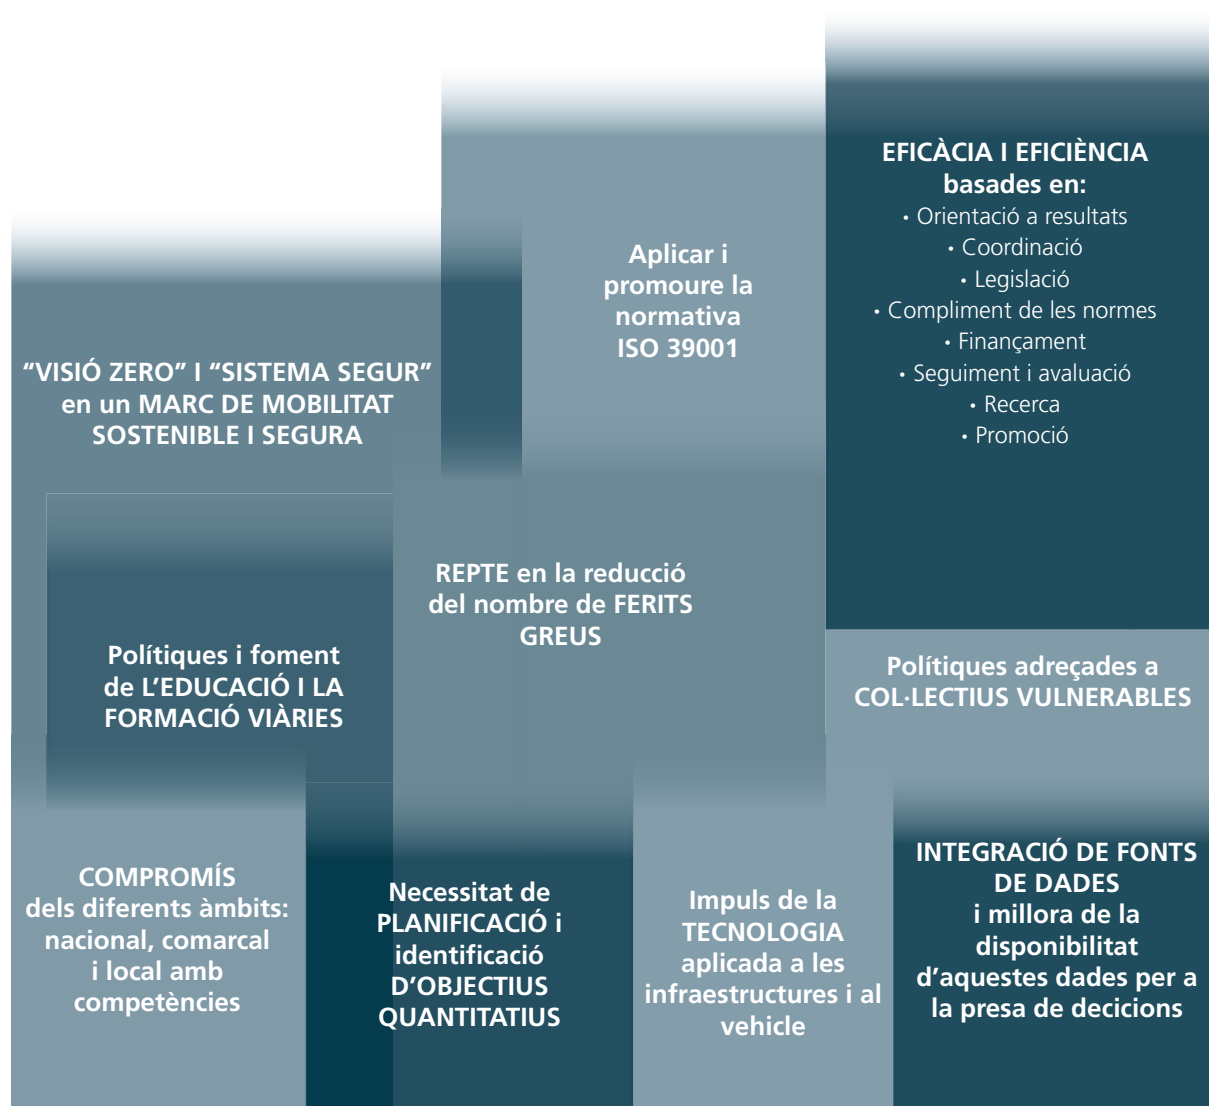 EFICÀCIA I EFICIÈNCIA
basades en:
• Orientació a resultats
• Coordinació
• Legislació
• Compliment de les normes
• Finançament
• Seguiment i avaluació
• Recerca
• Promoció
Aplicar i
promoure la
normativa
ISO 39001
“VISIÓ ZERO” I “SISTEMA SEGUR”
en un MARC DE MOBILITAT
SOSTENIBLE I SEGURA
REPTE en la reducció
del nombre de FERITS
GREUS
Polítiques i foment
de L’EDUCACIÓ I LA
FORMACIÓ VIÀRIES
Polítiques adreçades a
COL·LECTIUS VULNERABLES
COMPROMÍS
dels diferents àmbits:
nacional, comarcal
i local amb
competències
Necessitat de
PLANIFICACIÓ i
identificació
D’OBJECTIUS
QUANTITATIUS
Impuls de la
TECNOLOGIA
aplicada a les
infraestructures i al
vehicle
INTEGRACIÓ DE FONTS
DE DADES
i millora de la
disponibilitat
d’aquestes dades per a
la presa de decicions